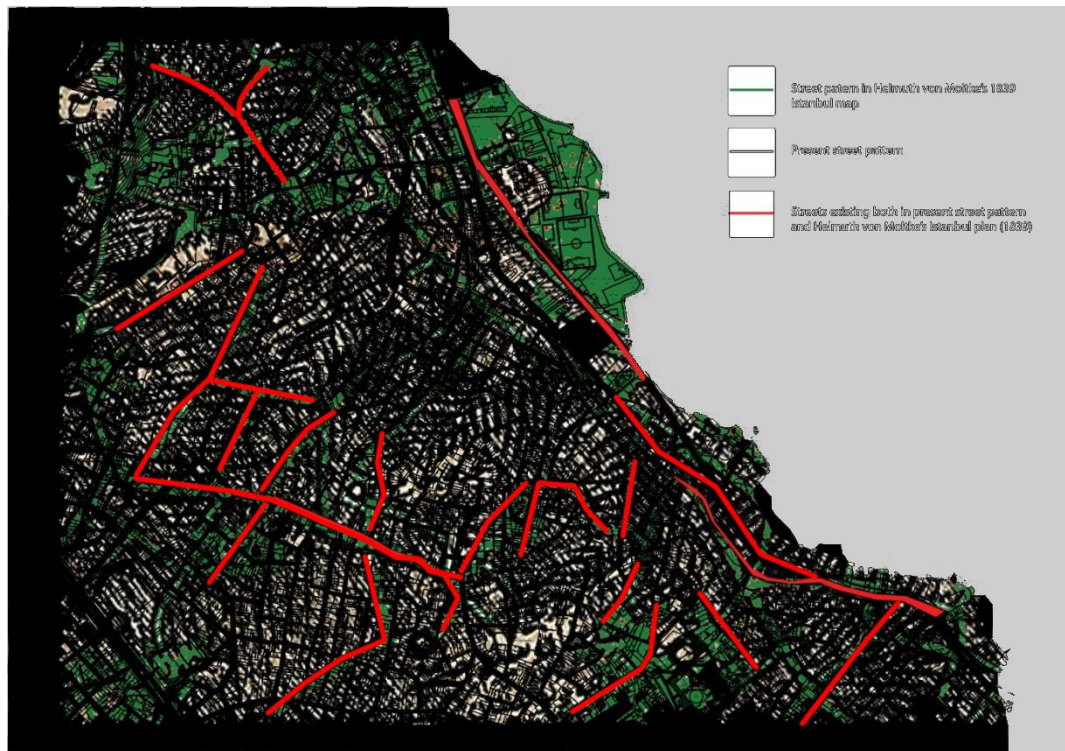 Street patern in Helmuth von Moltke's 1839
Istanbul map
Present street pattern
Streets existing both in present street pattern
and Helmuth von Moltke's Istanbul plan (1839)